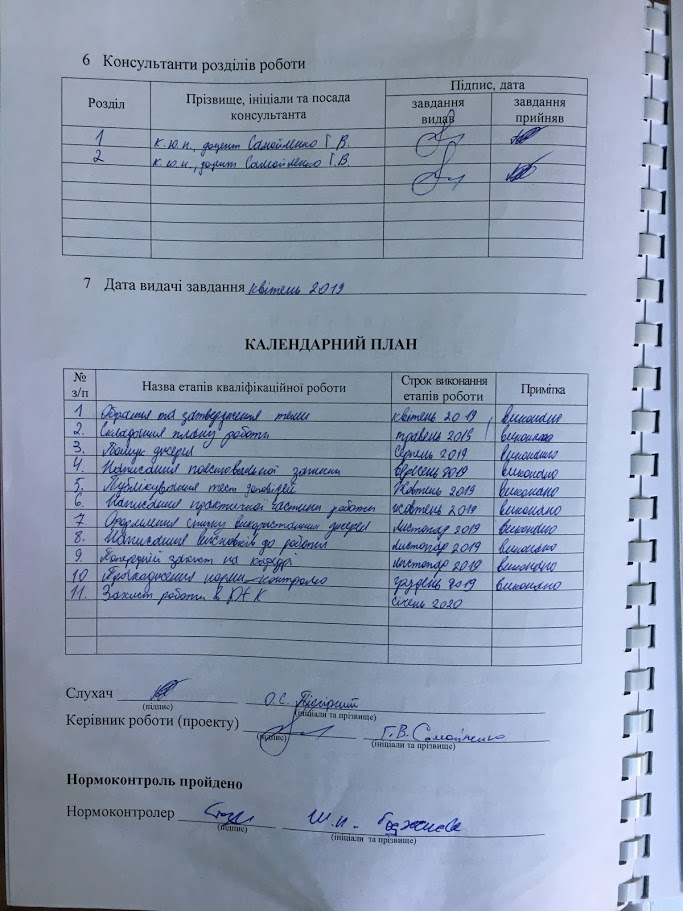 6 Консультанти розділів роботи
Розділ Прізвище, ініціали та посада консультанта Підпис, дата
завдання видав завдання прийняв
1 к.ю.н., доцент Самойленко Г.В.
2 к.ю.н., доцент Самойленко Г.В.
7 Дата видачі завдання квітень 2019
КАЛЕНДАРНИЙ ПЛАН
№ з/п Назва етапів кваліфікаційної роботи Строк виконання етапів роботи Примітка
1 Обрання та затвердження теми квітень 2019 виконано
2. Складання плану роботи травень 2019 виконано
3. Пошук джерел Серпень 2019 виконано
4. Написання частини вересень 2019 виконано
5. Публікування тест доповідей Жовтень 2019 виконано
6 Написання практичної частини роботи жовтень 2019 виконано
7 Оформлення списку використаних джерел листопад 2019 виконано
8. Написання висновків до роботи листопад 2019 виконано
9. Попередній захист на кафедрі листопад 2019 виконано
10 Проходження норми-контролю грудень 2019 виконано
11. Захист роботи в січень 2020
Слухач О.С.
(підпис) (ініціали та прізвище)
Керівник роботи (проекту) Г.В. Самойленко
(підпис) (ініціали та прізвище)
Нормоконтроль пройдено
Нормоконтролер
(підпис) (ініціали та прізвище)